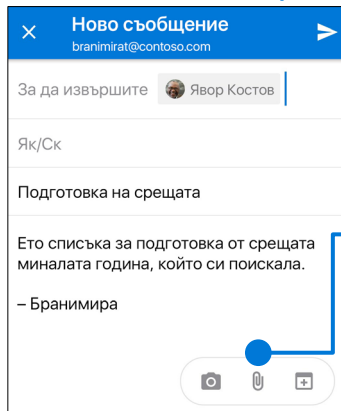 Ново съобщение
branimirat@contoso.com
За да извършите Явор Костов
Як/Ск
Подготовка на срещата
Ето списъка за подготовка от срещата
миналата година, който си поискала.
– Бранимира